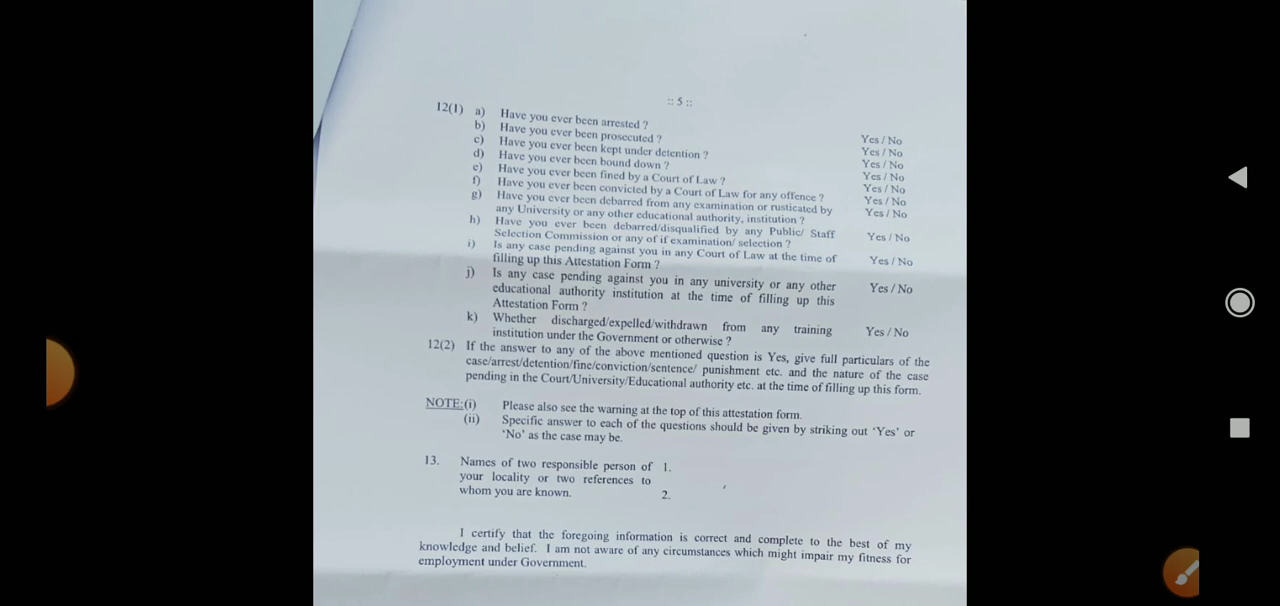 :: 5 ::
12(1) a) Have you ever been arrested ? Yes / No
b) Have you ever been prosecuted ? Yes / No
c) Have you ever been kept under detention ? Yes / No
d) Have you ever been bound down ? Yes / No
e) Have you ever been fined by a Court of Law ? Yes / No
f) Have you ever been convicted by a Court of Law for any offence ? Yes / No
g) Have you ever been debarred from any examination or rusticated by Yes / No
any University or any other educational authority, institution ?
h) Have you ever been debarred/disqualified by any Public/ Staff Yes / No
Selection Commission or any of if examination/ selection ?
i) Is any case pending against you in any Court of Law at the time of Yes / No
filling up this Attestation Form ?
j) Is any case pending against you in any university or any other Yes / No
educational authority institution at the time of filling up this
Attestation Form ?
k) Whether discharged/expelled/withdrawn from any training Yes / No
institution under the Government or otherwise ?
12(2) If the answer to any of the above mentioned question is Yes, give full particulars of the
case/arrest/detention/fine/conviction/sentence/ punishment etc. and the nature of the case
pending in the Court/University/Educational authority etc. at the time of filling up this form.
NOTE:(i) Please also see the warning at the top of this attestation form.
(ii) Specific answer to each of the questions should be given by striking out ‘Yes’ or
‘No’ as the case may be.
13. Names of two responsible person of 1.
your locality or two references to
whom you are known. 2.
I certify that the foregoing information is correct and complete to the best of my
knowledge and belief. I am not aware of any circumstances which might impair my fitness for
employment under Government.